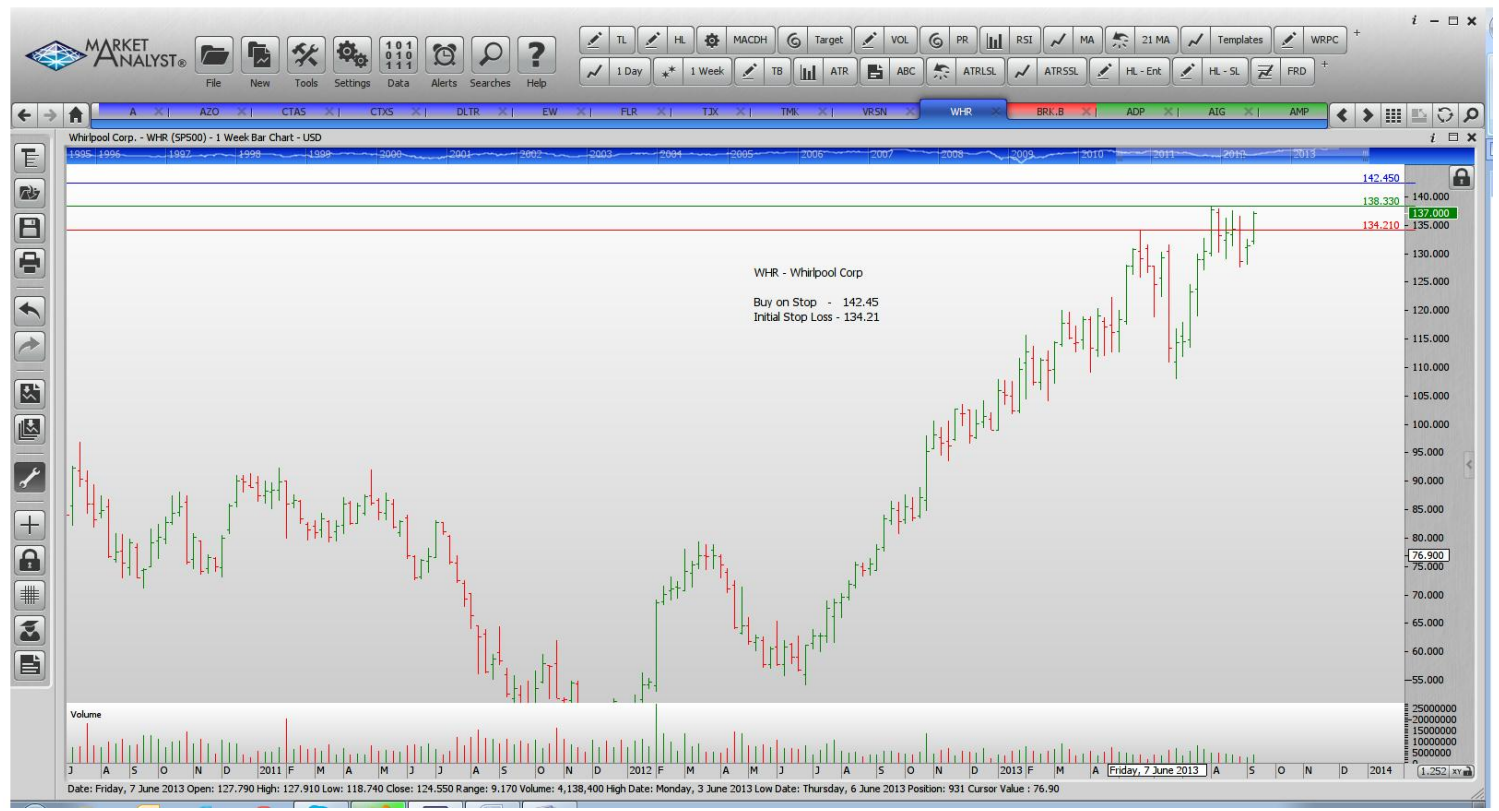 i
MARKET
ANALYST®
File New Tools Settings Data Alerts Searches Help
101
010
111
TL HL MACDH Target VOL PR RSI MA 21 MA Templates WRPC +
1 Day 1 Week TB ATR ABC ATRLSL ATRSSL HL - Ent HL - SL FRD +
A AZO CTAS CTXS DLTR EW FLR TJX TMK VRSN WHR BRK.B ADP AIG AMP
Whirlpool Corp. - WHR (SP500) - 1 Week Bar Chart - USD
i
1995 1996 1997 1998 1999 2000 2001 2002 2003 2004 2005 2006 2007 2008 2009 2010 2011 2012 2013
142.450
140.000
138.330
137.000
134.210
135.000
130.000
WHR - Whirlpool Corp
125.000
Buy on Stop - 142.45
120.000
Initial Stop Loss - 134.21
115.000
110.000
105.000
100.000
95.000
90.000
85.000
80.000
76.900
75.000
70.000
65.000
60.000
55.000
Volume
25000000
20000000
15000000
10000000
5000000
0
J A S O N D 2011 F M A M J J A S O N D 2012 F M A M J J A S O N D 2013 F M A Friday, 7 June 2013 A S O N D 2014
1.252 XY
Date: Friday, 7 June 2013 Open: 127.790 High: 127.910 Low: 118.740 Close: 124.550 Range: 9.170 Volume: 4,138,400 High Date: Monday, 3 June 2013 Low Date: Thursday, 6 June 2013 Position: 931 Cursor Value : 76.90